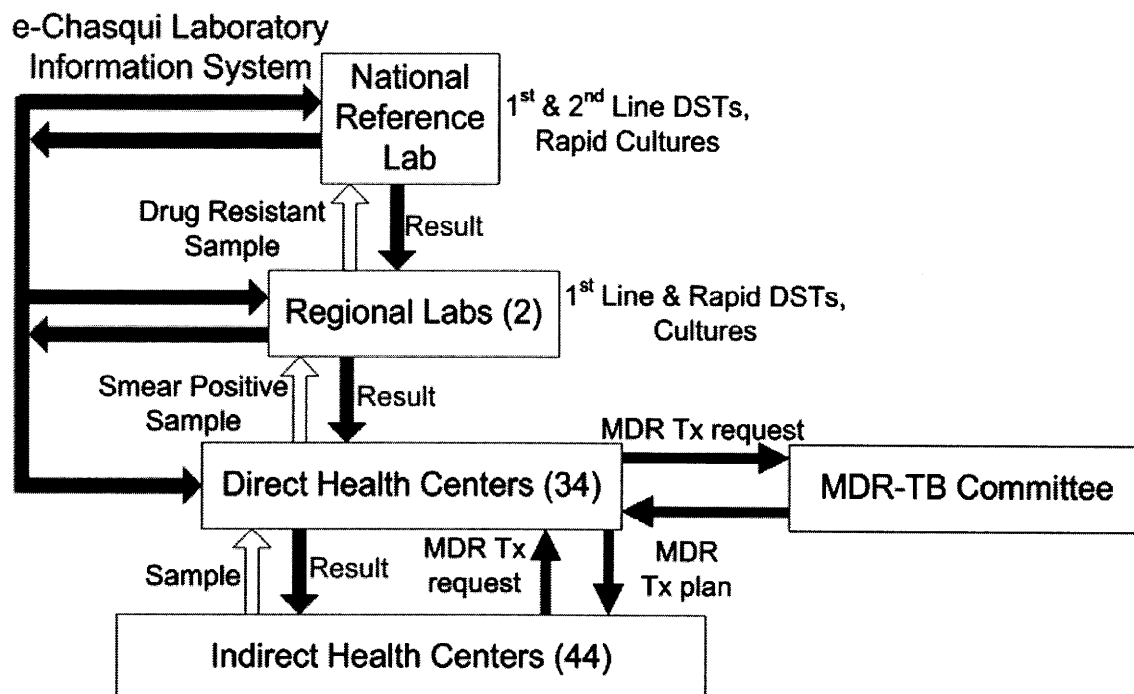 e-Chasqui Laboratory
Information System
National
Reference
Lab
1st & 2nd Line DSTs,
Rapid Cultures
Drug Resistant
Sample
Result
Regional Labs (2)
1st Line & Rapid DSTs,
Cultures
Smear Positive
Sample
Result
MDR Tx request
Direct Health Centers (34)
MDR-TB Committee
Sample
Result
MDR Tx
request
MDR
Tx plan
Indirect Health Centers (44)